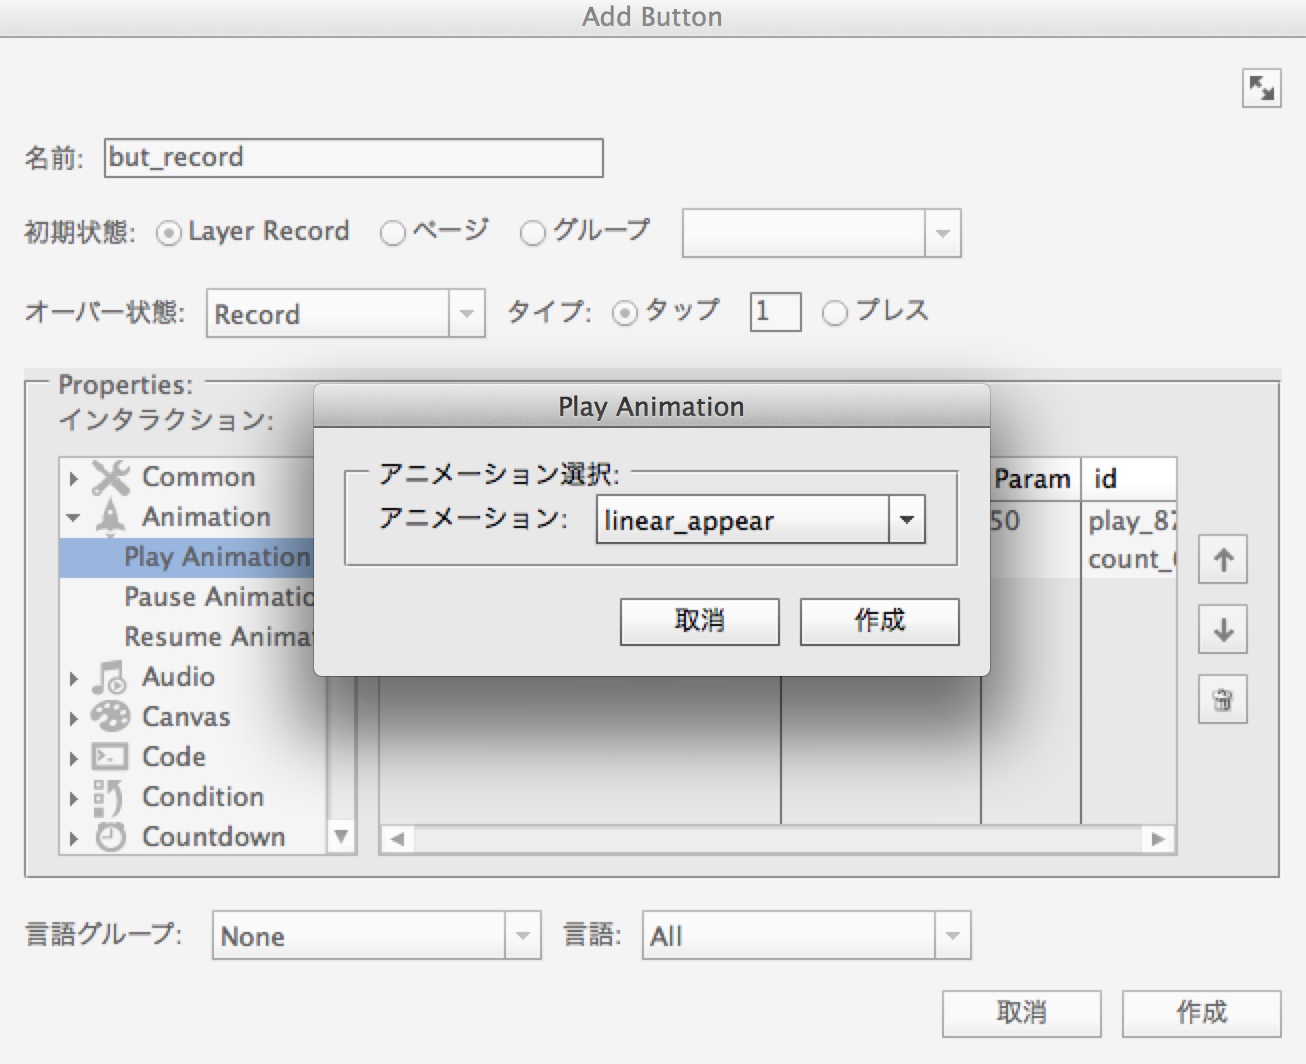 Add Button
名前: but_record
初期状態: Layer Record ページ グループ
オーバー状態: Record タイプ: タップ 1 プレス
Properties:
インタラクション:
Play Animation
アニメーション選択:
アニメーション: linear_appear
取消 作成
Common
Animation
Play Animation
Pause Animatio
Resume Anima
Audio
Canvas
Code
Condition
Countdown
Param id
50 play_87
count_
言語グループ: None 言語: All
取消 作成